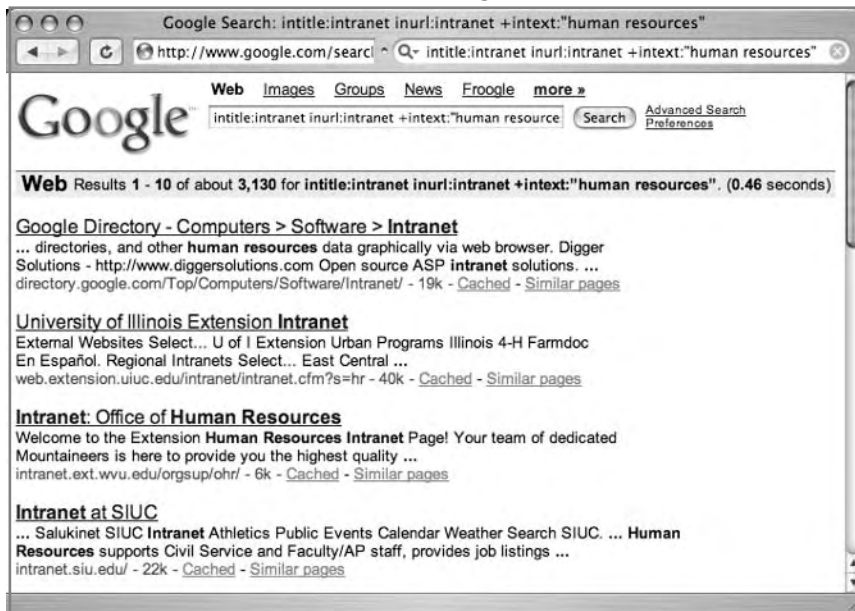 Google Search: intitle:intranet inurl:intranet +intext:"human resources"
http://www.google.com/searcl intitle:intranet inurl:intranet +intext:"human resources"
Web Images Groups News Froogle more »
Google
intitle:intranet inurl:intranet +intext:"human resource Search Advanced Search
Preferences
Web Results 1 - 10 of about 3,130 for intitle:intranet inurl:intranet +intext:"human resources". (0.46 seconds)
Google Directory - Computers > Software > Intranet
... directories, and other human resources data graphically via web browser. Digger
Solutions - http://www.diggersolutions.com Open source ASP intranet solutions. ...
directory.google.com/Top/Computers/Software/Intranet/ - 19k - Cached - Similar pages
University of Illinois Extension Intranet
External Websites Select... U of I Extension Urban Programs Illinois 4-H Farmdoc
En Español. Regional Intranets Select... East Central ...
web.extension.uiuc.edu/intranet/intranet.cfm?s=hr - 40k - Cached - Similar pages
Intranet: Office of Human Resources
Welcome to the Extension Human Resources Intranet Page! Your team of dedicated
Mountaineers is here to provide you the highest quality ...
intranet.ext.wvu.edu/orgsup/ohr/ - 6k - Cached - Similar pages
Intranet at SIUC
... Salukinet SIUC Intranet Athletics Public Events Calendar Weather Search SIUC. ... Human
Resources supports Civil Service and Faculty/AP staff, provides job listings ...
intranet.siu.edu/ - 22k - Cached - Similar pages